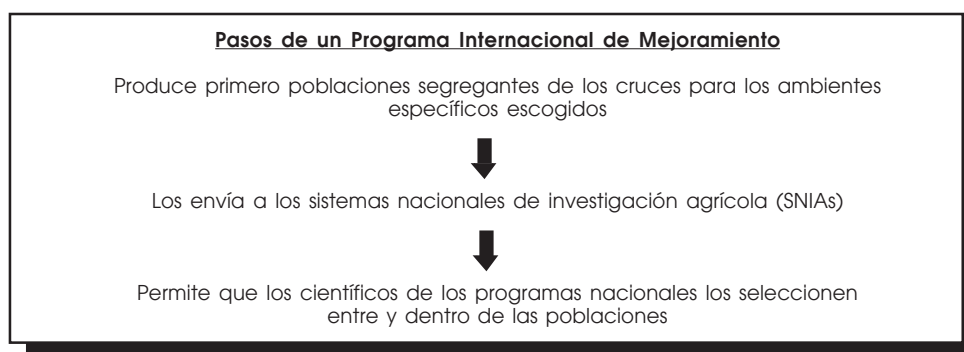 Pasos de un Programa Internacional de Mejoramiento
Produce primero poblaciones segregantes de los cruces para los ambientes
específicos escogidos
Los envía a los sistemas nacionales de investigación agrícola (SNIAs)
Permite que los científicos de los programas nacionales los seleccionen
entre y dentro de las poblaciones